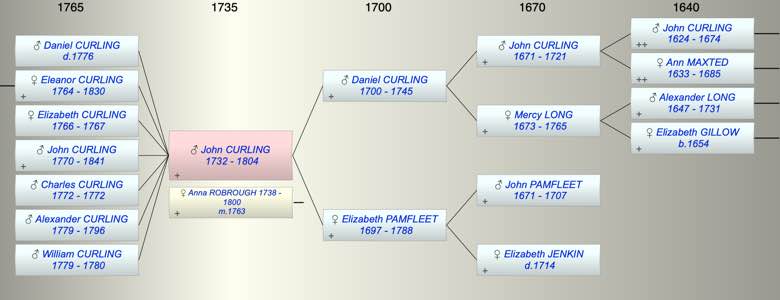 1765
1735
1700
1670
1640
♂ Daniel CURLING
d.1776
♀ Eleanor CURLING
1764 - 1830
+
♀ Elizabeth CURLING
1766 - 1767
♂ John CURLING
1770 - 1841
+
♂ Charles CURLING
1772 - 1772
♂ Alexander CURLING
1779 - 1796
♂ William CURLING
1779 - 1780
♂ John CURLING
1732 - 1804
+
♀ Anna ROBROUGH 1738 -
1800
m.1763
+
♂ Daniel CURLING
1700 - 1745
+
♀ Elizabeth PAMFLEET
1697 - 1788
+
♂ John CURLING
1671 - 1721
+
♀ Mercy LONG
1673 - 1765
+
♂ John PAMFLEET
1671 - 1707
+
♀ Elizabeth JENKIN
d.1714
+
♂ John CURLING
1624 - 1674
++
♀ Ann MAXTED
1633 - 1685
++
♂ Alexander LONG
1647 - 1731
+
♀ Elizabeth GILLOW
b.1654
+